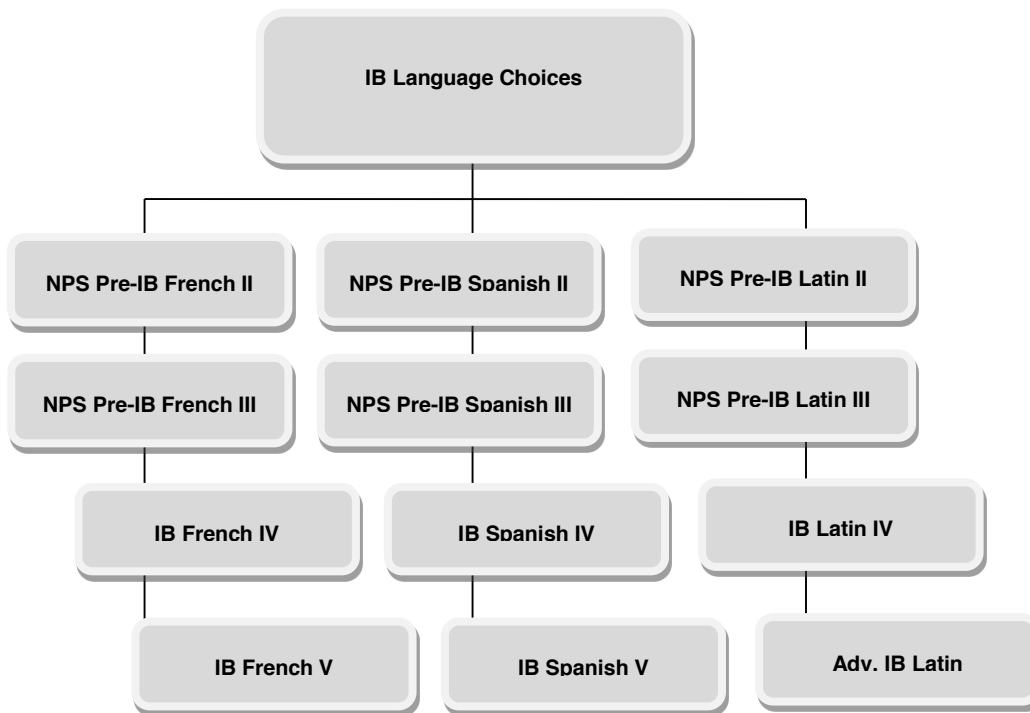 IB Language Choices
NPS Pre-IB French II
NPS Pre-IB Spanish II
NPS Pre-IB Latin II
NPS Pre-IB French III
NPS Pre-IB Spanish III
NPS Pre-IB Latin III
IB French IV
IB Spanish IV
IB Latin IV
IB French V
IB Spanish V
Adv. IB Latin